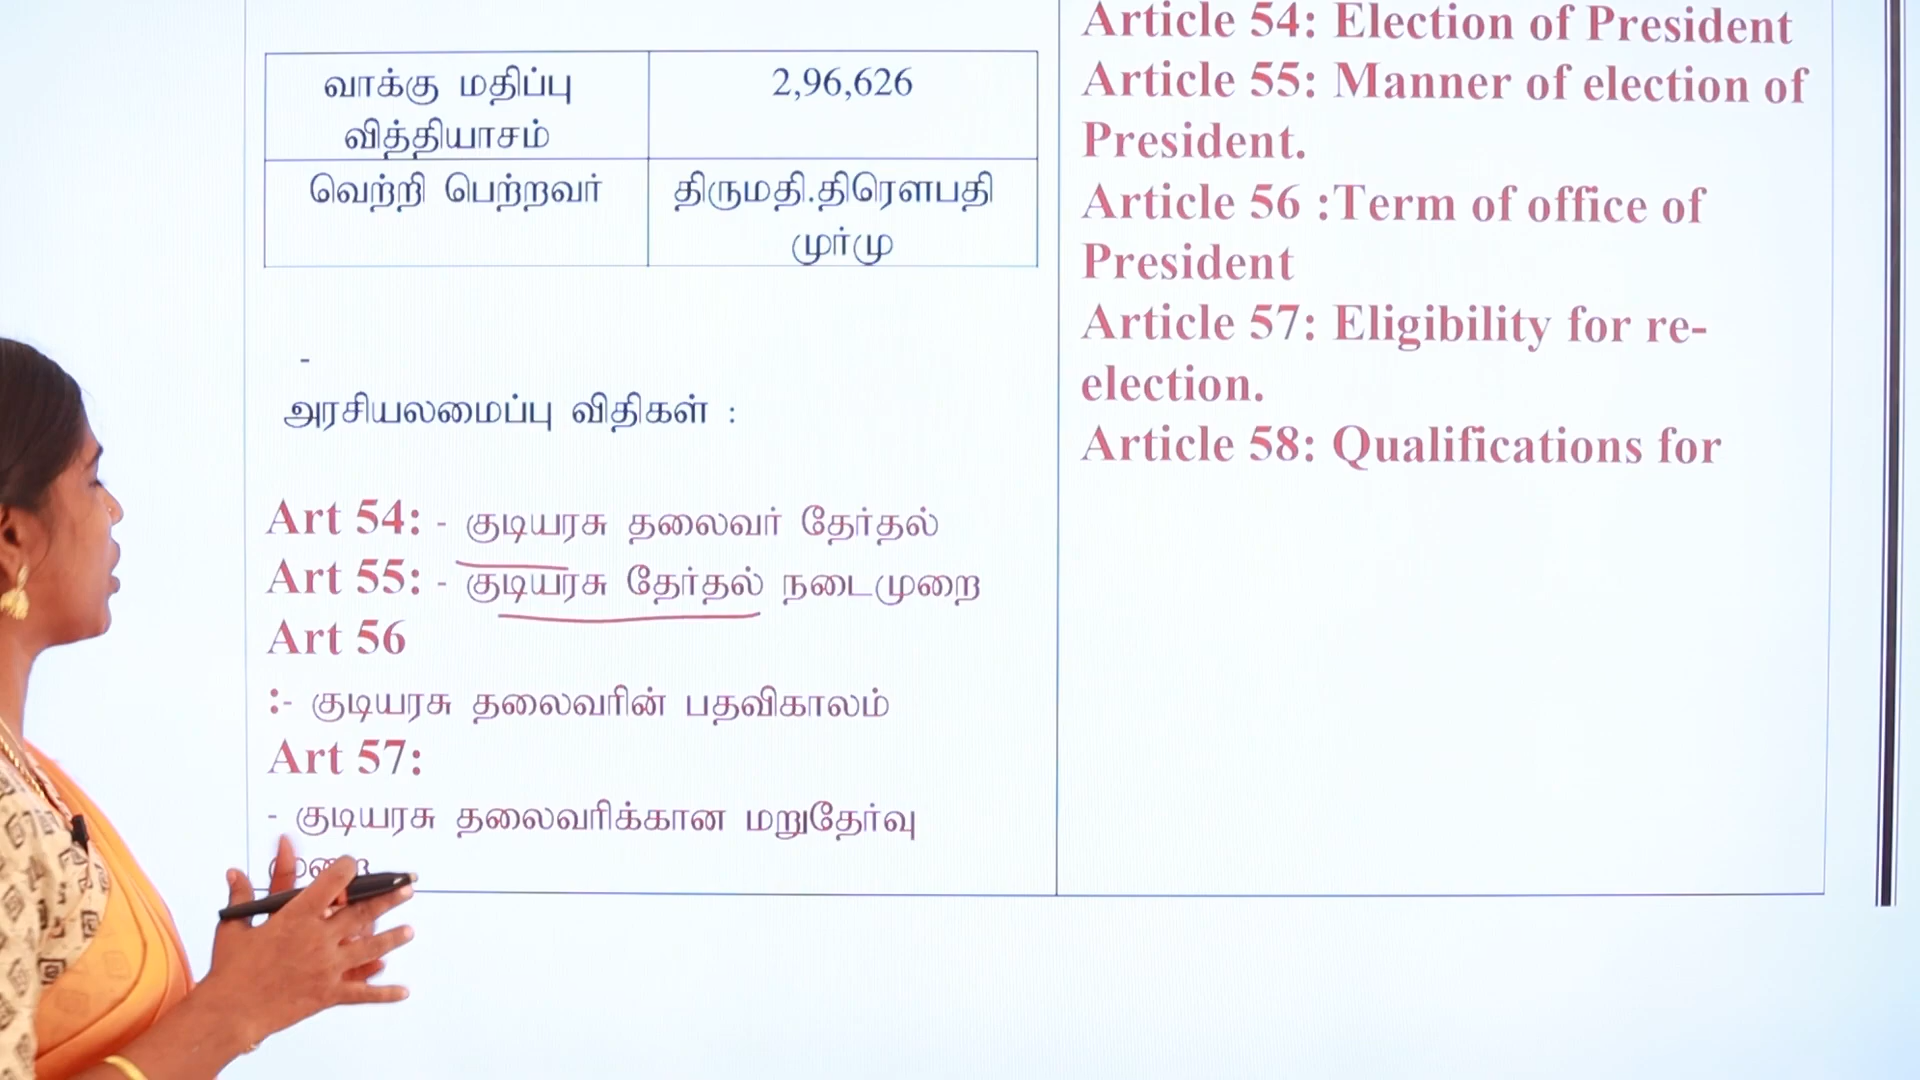 வாக்கு மதிப்பு
வித்தியாசம்
2,96,626
வெற்றி பெற்றவர்
திருமதி.திரௌபதி
முர்மு
-
அரசியலமைப்பு விதிகள் :
Art 54: - குடியரசு தலைவர் தேர்தல்
Art 55: - குடியரசு தேர்தல் நடைமுறை
Art 56
:- குடியரசு தலைவரின் பதவிகாலம்
Art 57:
- குடியரசு தலைவரிக்கான மறுதேர்வு
Article 54: Election of President
Article 55: Manner of election of
President.
Article 56 :Term of office of
President
Article 57: Eligibility for re-
election.
Article 58: Qualifications for